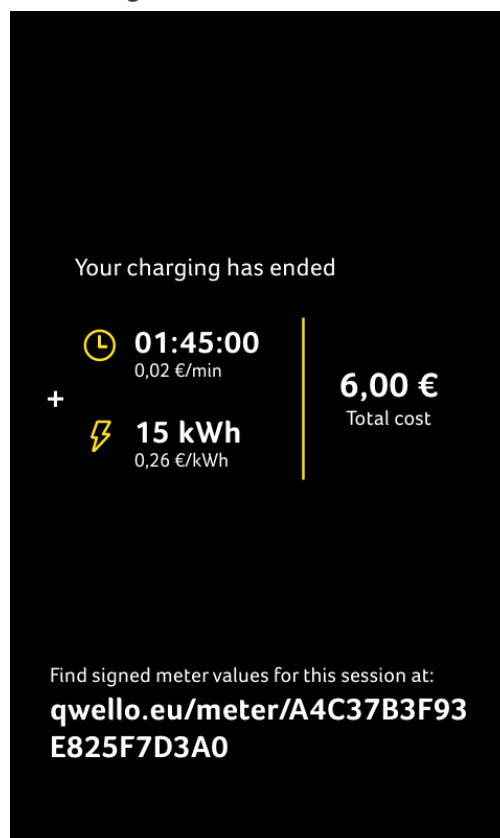 Your charging has ended
01:45:00
0,02 €/min
+
15 kWh
0,26 €/kWh
6,00 €
Total cost
Find signed meter values for this session at:
qwello.eu/meter/A4C37B3F93
E825F7D3A0